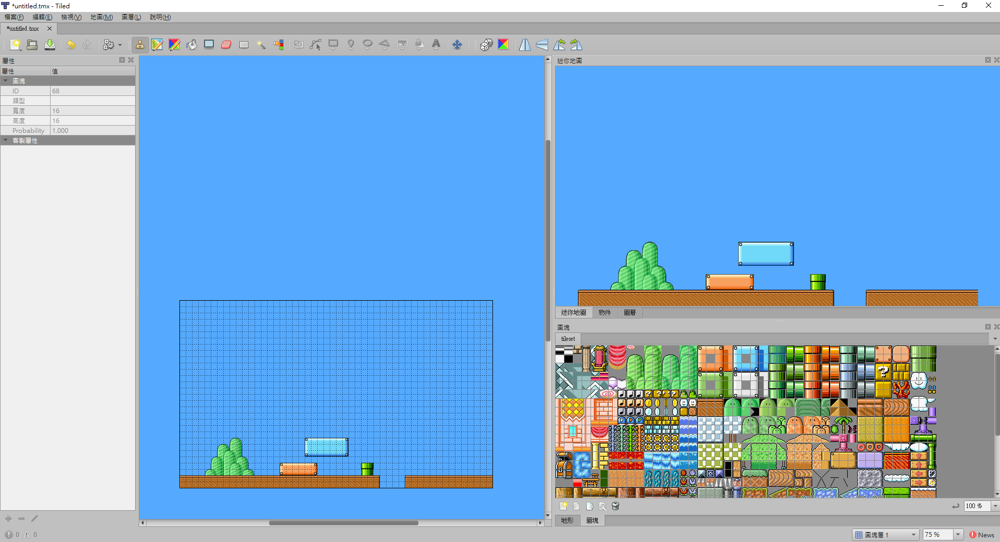 *untitled.tmx - Tiled
檔案(F) 編輯(E) 檢視(V) 地圖(M) 圖層(L) 說明(H)
*untitled.tmx
屬性
屬性 值
圖塊
ID 68
類型
寬度 16
高度 16
Probability 1.000
客製屬性
0 0
迷你地圖
迷你地圖 物件 圖層
圖塊
tileset
100 %
地形 圖塊
圖塊層 1 75 % News